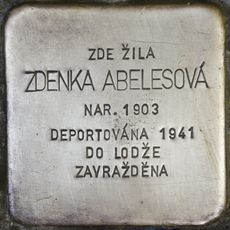 ZDE ŽILA
ZDENKA ABELESOVÁ
NAR. 1903
DEPORTOVÁNA 1941
DO LODŽE
ZAVRAŽDĚNA